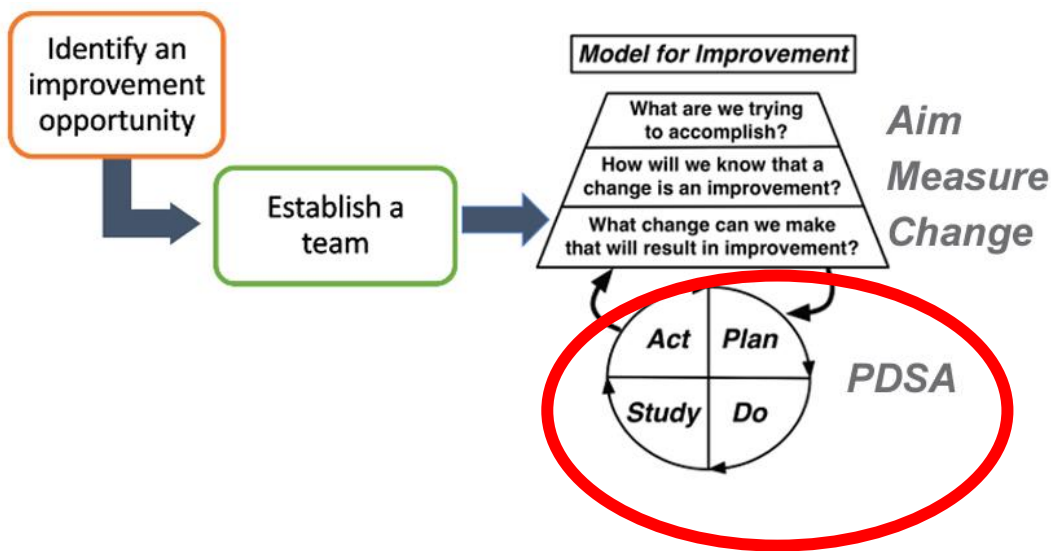 Identify an
improvement
opportunity
Establish a
team
Model for Improvement
What are we trying
to accomplish?
How will we know that a
change is an improvement?
What change can we make
that will result in improvement?
Aim
Measure
Change
Act
Plan
Study
Do
PDSA